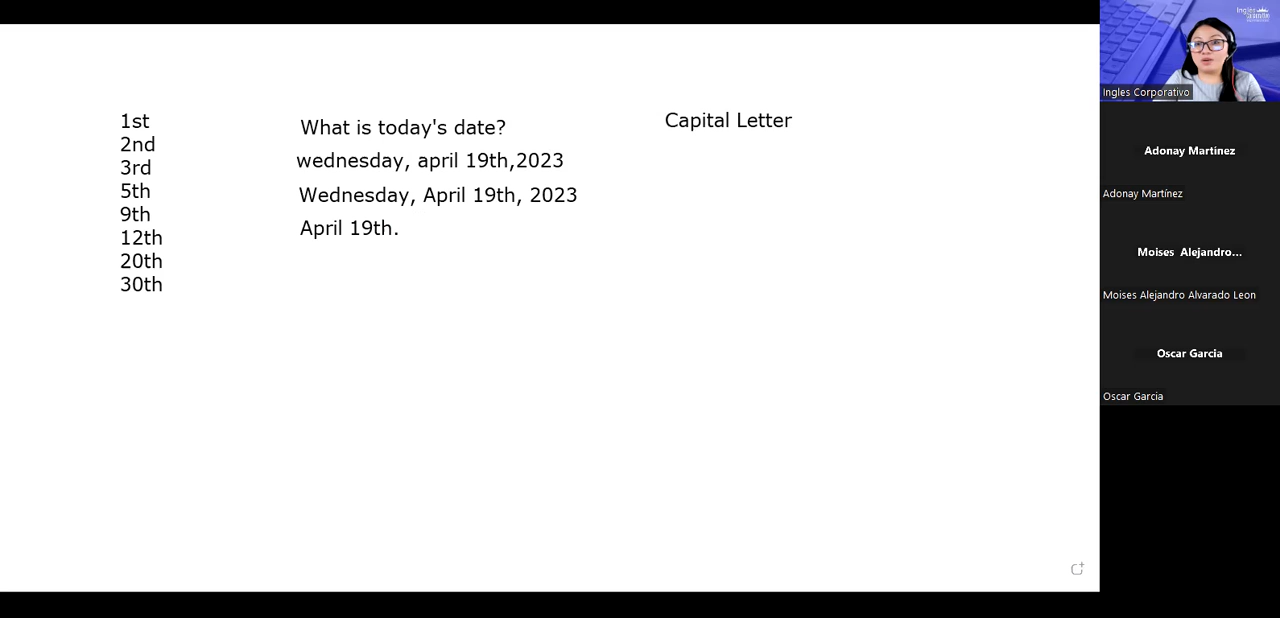 1st
2nd
3rd
5th
9th
12th
20th
30th
What is today's date?
wednesday, april 19th,2023
Wednesday, April 19th, 2023
April 19th.
Capital Letter
Ingles
Ingles Corporativo
Adonay Martinez
Adonay Martínez
Moises Alejandro...
Moises Alejandro Alvarado Leon
Oscar Garcia
Oscar Garcia